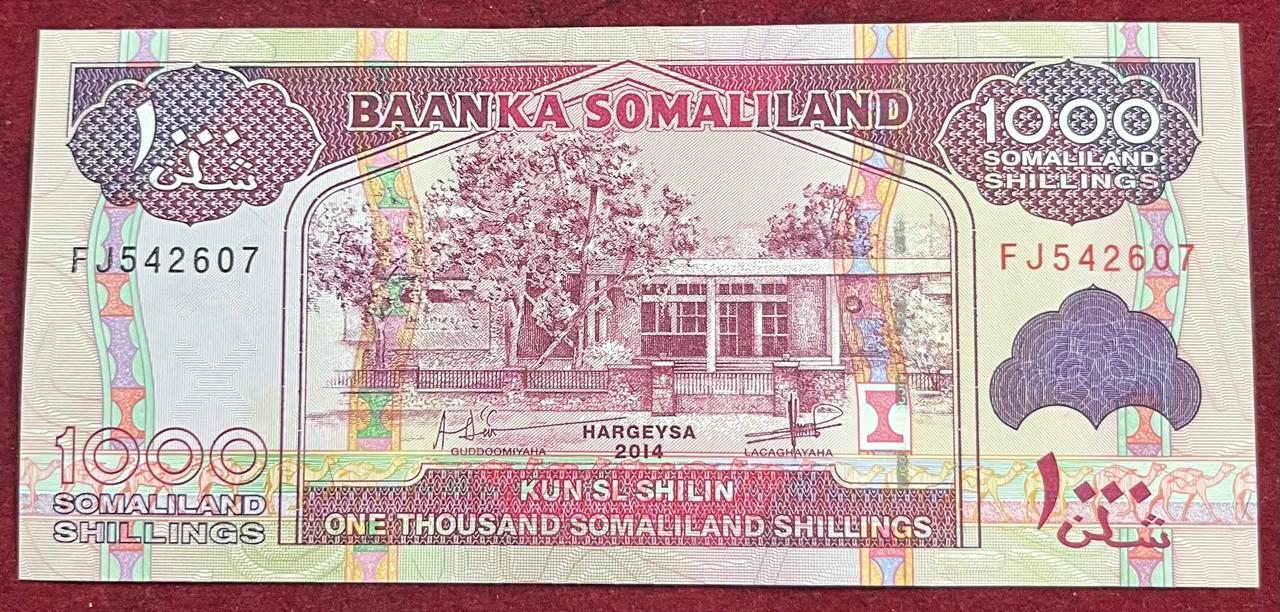 BAANKA SOMALILAND
١٠٠٠
شلن
1000
SOMALILAND
SHILLINGS
FJ542607
FJ542607
HARGEYSA
2014
GUDDOOMIYAHA
LACAGHAYAHA
1000
SOMALILAND
SHILLINGS
KUN SL SHILIN
ONE THOUSAND SOMALILAND SHILLINGS
١٠٠٠
شلن